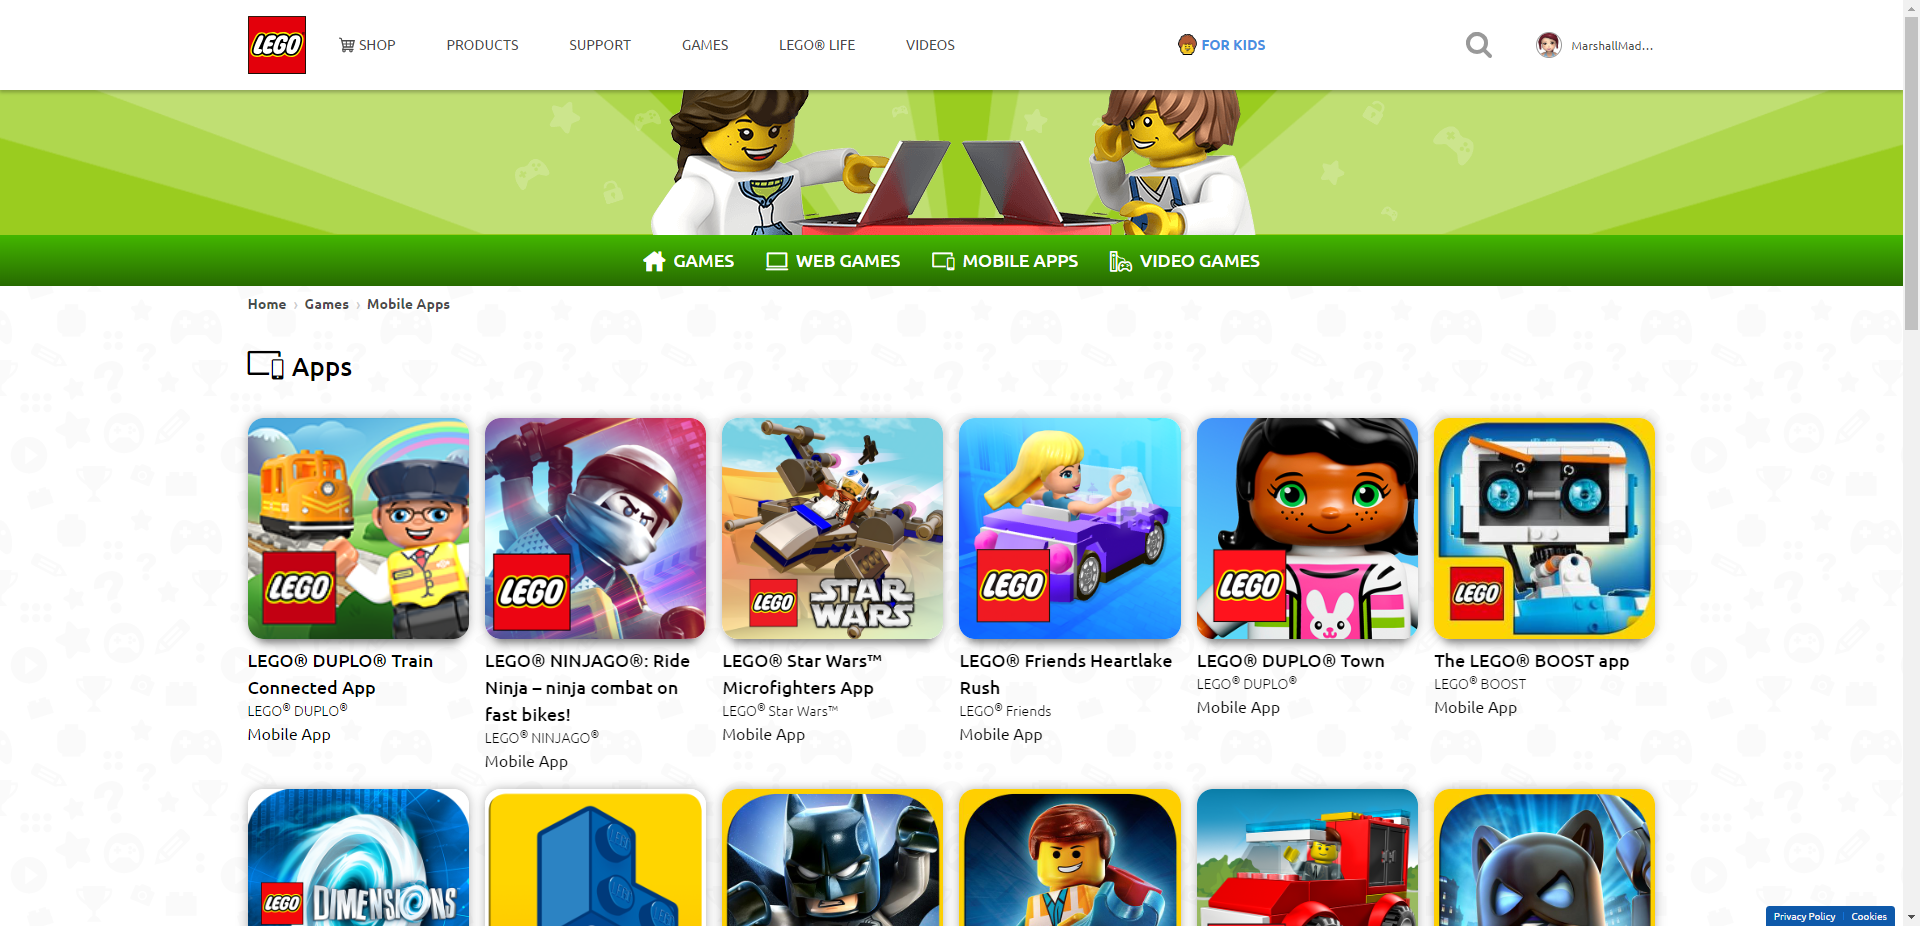 LEGO
SHOP
PRODUCTS
SUPPORT
GAMES
LEGO® LIFE
VIDEOS
FOR KIDS
MarshallMad...
GAMES
WEB GAMES
MOBILE APPS
VIDEO GAMES
Home › Games › Mobile Apps
Apps
LEGO
LEGO
LEGO
STAR
WARS
LEGO
LEGO
LEGO
LEGO® DUPLO® Train
Connected App
LEGO® DUPLO®
Mobile App
LEGO® NINJAGO®: Ride
Ninja – ninja combat on
fast bikes!
LEGO® NINJAGO®
Mobile App
LEGO® Star Wars™
Microfighters App
LEGO® Star Wars™
Mobile App
LEGO® Friends Heartlake
Rush
LEGO® Friends
Mobile App
LEGO® DUPLO® Town
LEGO® DUPLO®
Mobile App
The LEGO® BOOST app
LEGO® BOOST
Mobile App
LEGO
DIMENSIONS
Privacy Policy
Cookies